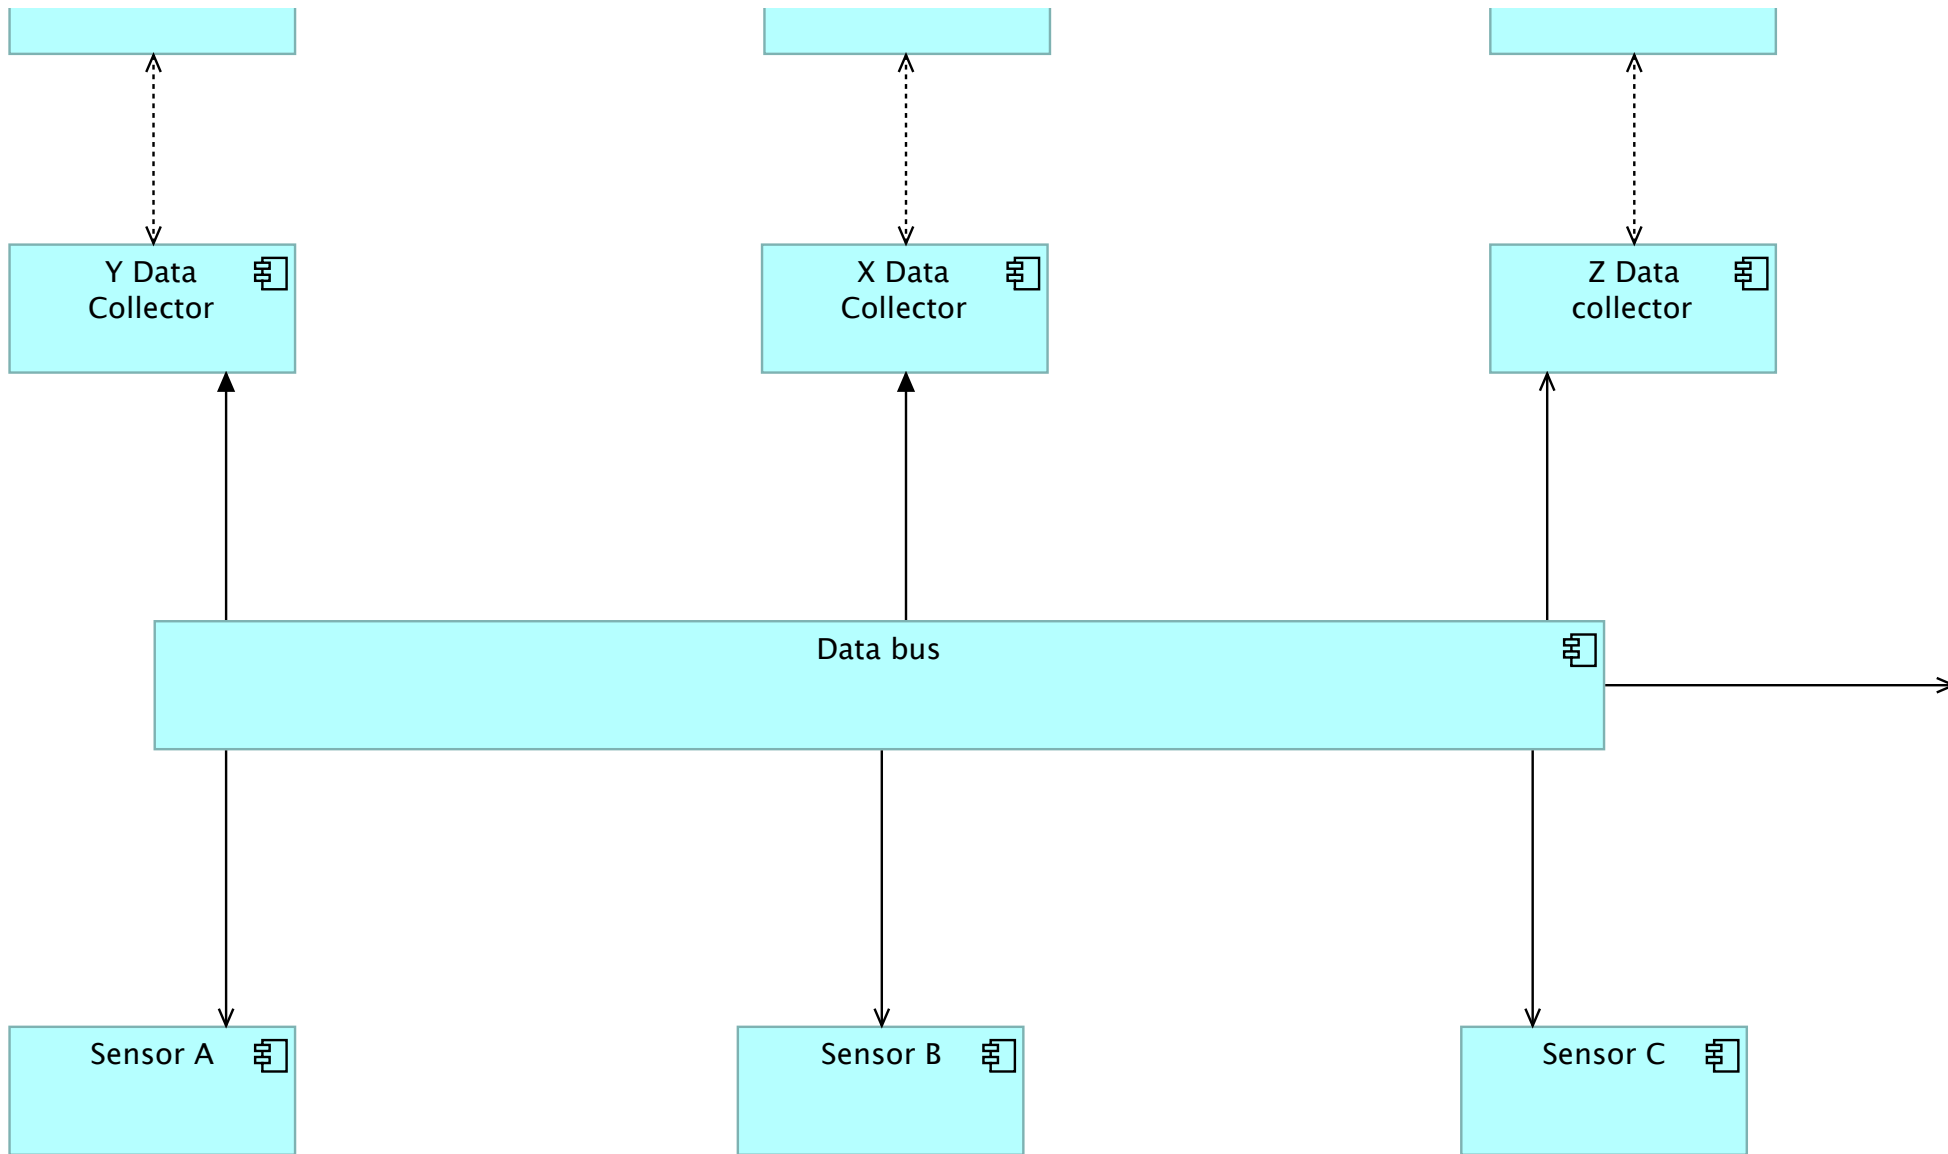 Y Data
Collector
X Data
Collector
Z Data
collector
Data bus
Sensor A
Sensor B
Sensor C